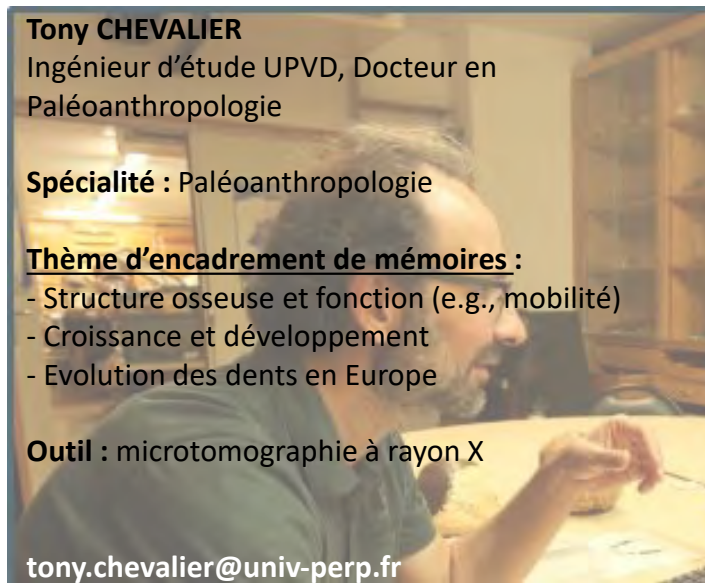 Tony CHEVALIER
Ingénieur d'étude UPVD, Docteur en
Paléoanthropologie
Spécialité : Paléoanthropologie
Thème d'encadrement de mémoires :
- Structure osseuse et fonction (e.g., mobilité)
- Croissance et développement
- Evolution des dents en Europe
Outil : microtomographie à rayon X
tony.chevalier@univ-perp.fr